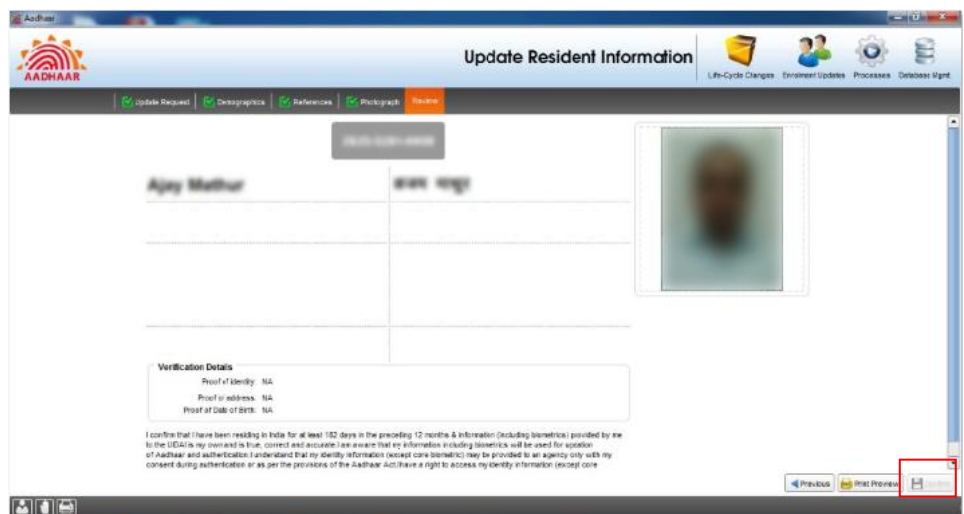 Aadhaar
AADHAAR
Update Resident Information
Life-Cycle Changes
Enrolment Updates
Processes
Database Mgmt
Update Request
Demographics
References
Photograph
Review
Verification Details
Proof of Identity: NA
Proof of address: NA
Proof of Date of Birth: NA
I confirm that I have been residing in India for at least 182 days in the preceding 12 months & information (including biometrics) provided by me
to the UIDAI is my own and is true, correct and accurate.I am aware that my information including biometrics will be used for updation
of Aadhaar and authentication.I understand that my identity information (except core biometric) may be provided to an agency only with my
consent during authentication or as per the provisions of the Aadhaar Act.Ihave a right to access my identity information (except core
Previous
Print Preview